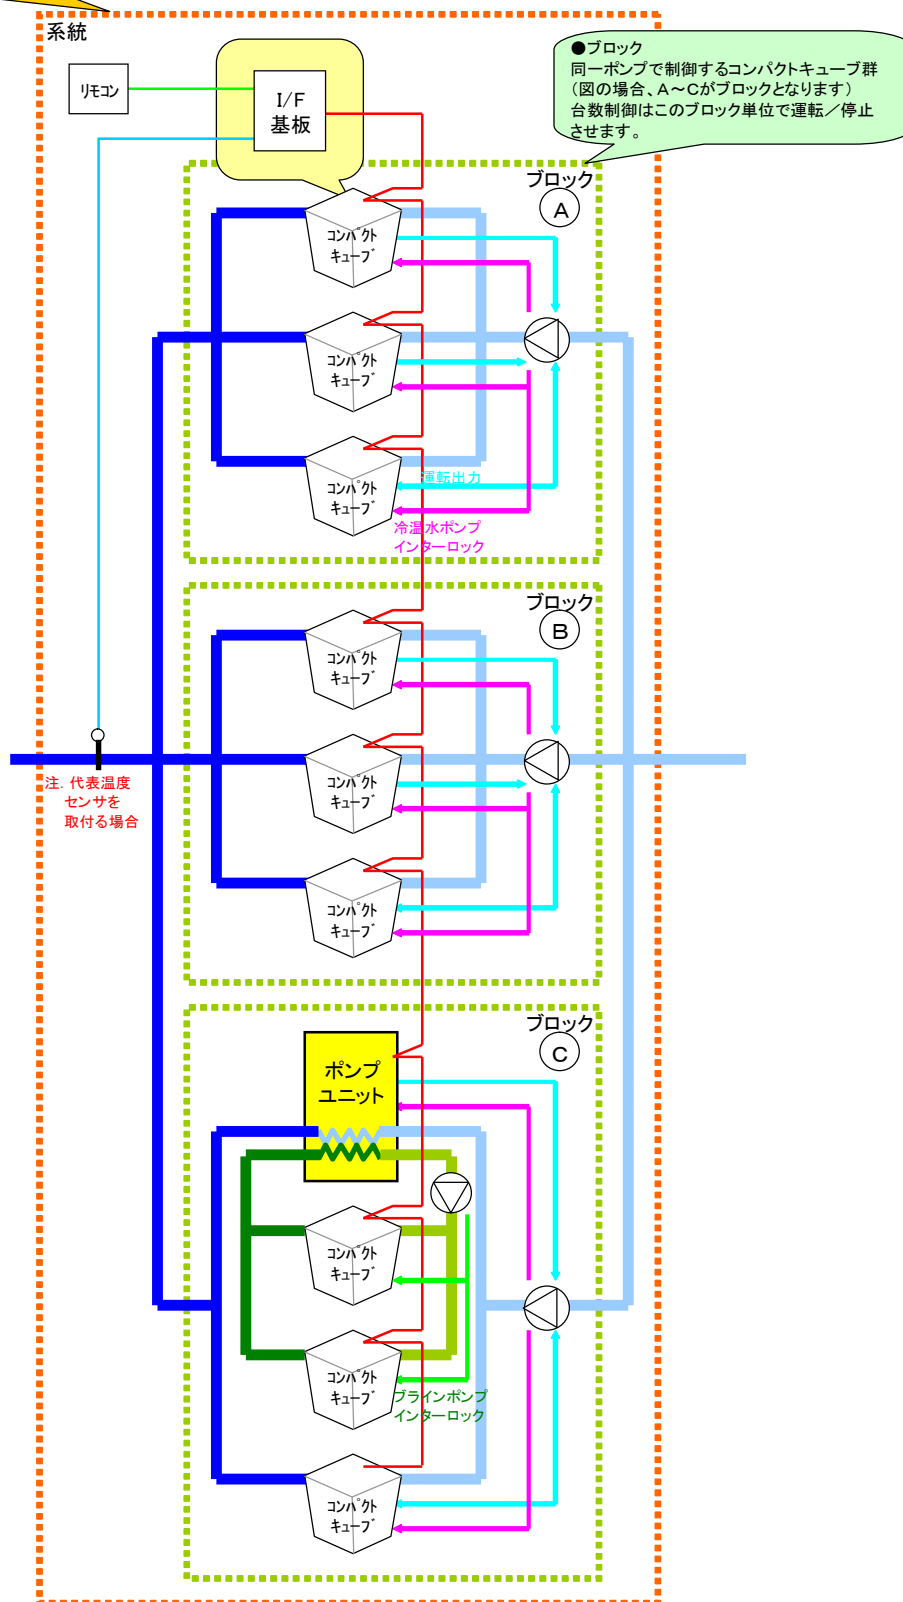 系統
●ブロック
同一ポンプで制御するコンパクトキューブ群
(図の場合、A～Cがブロックとなります)
台数制御はこのブロック単位で運転／停止
させます。
リモコン
I/F
基板
ブロック
A
コンパクト
キューブ
コンパクト
キューブ
コンパクト
キューブ
運転出力
冷温水ポンプ
インターロック
ブロック
B
コンパクト
キューブ
コンパクト
キューブ
コンパクト
キューブ
注. 代表温度
センサを
取付る場合
ブロック
C
ポンプ
ユニット
コンパクト
キューブ
コンパクト
キューブ
ブラインポンプ
インターロック
コンパクト
キューブ